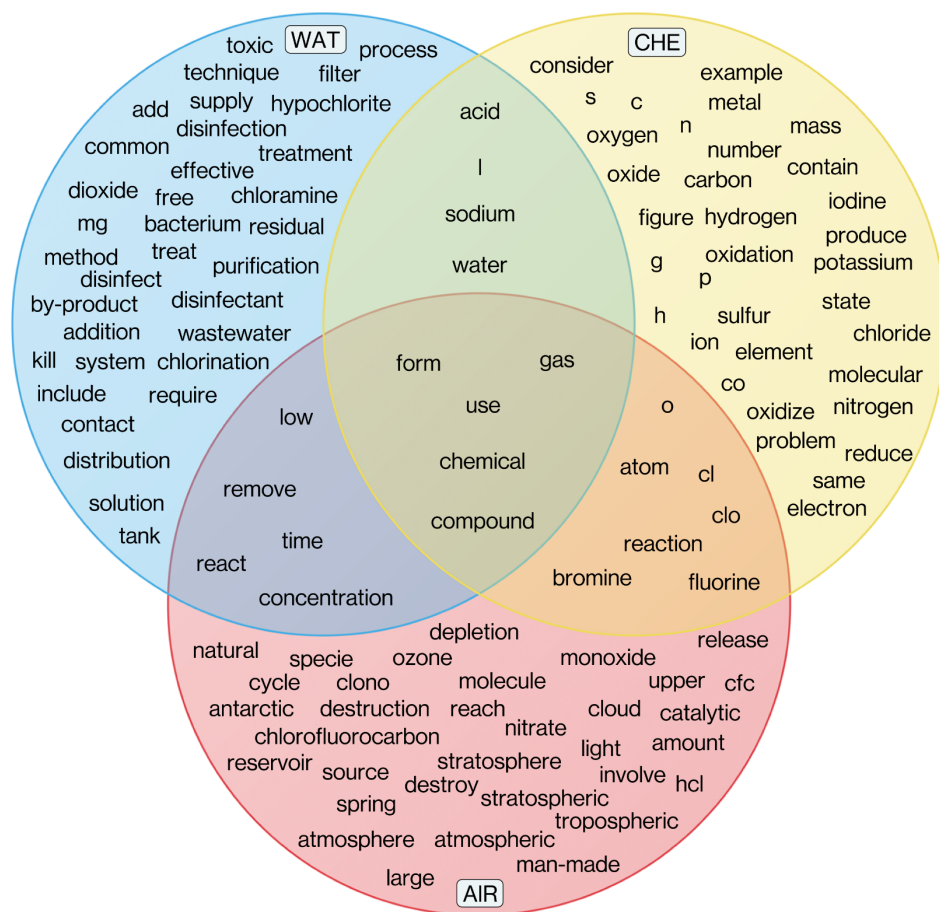 WAT
toxic
process
technique
filter
add
supply
hypochlorite
disinfection
common
treatment
effective
dioxide
free
chloramine
mg
bacterium
residual
method
treat
purification
disinfect
by-product
disinfectant
addition
wastewater
kill
system
chlorination
include
require
contact
distribution
solution
tank
acid
l
sodium
water
CHE
consider
example
s
c
metal
oxygen
n
mass
number
contain
oxide
carbon
iodine
figure
hydrogen
produce
g
oxidation
potassium
p
h
sulfur
state
ion
chloride
element
co
molecular
oxidize
nitrogen
problem
reduce
same
electron
form
gas
use
chemical
compound
low
remove
time
react
concentration
o
atom
cl
clo
reaction
bromine
fluorine
depletion
release
natural
specie
ozone
monoxide
cycle
clono
molecule
upper
cfc
antarctic
destruction
reach
cloud
catalytic
nitrate
chlorofluorocarbon
light
amount
reservoir
source
stratosphere
involve
hcl
destroy
spring
stratospheric
tropospheric
atmosphere
atmospheric
man-made
large
AIR